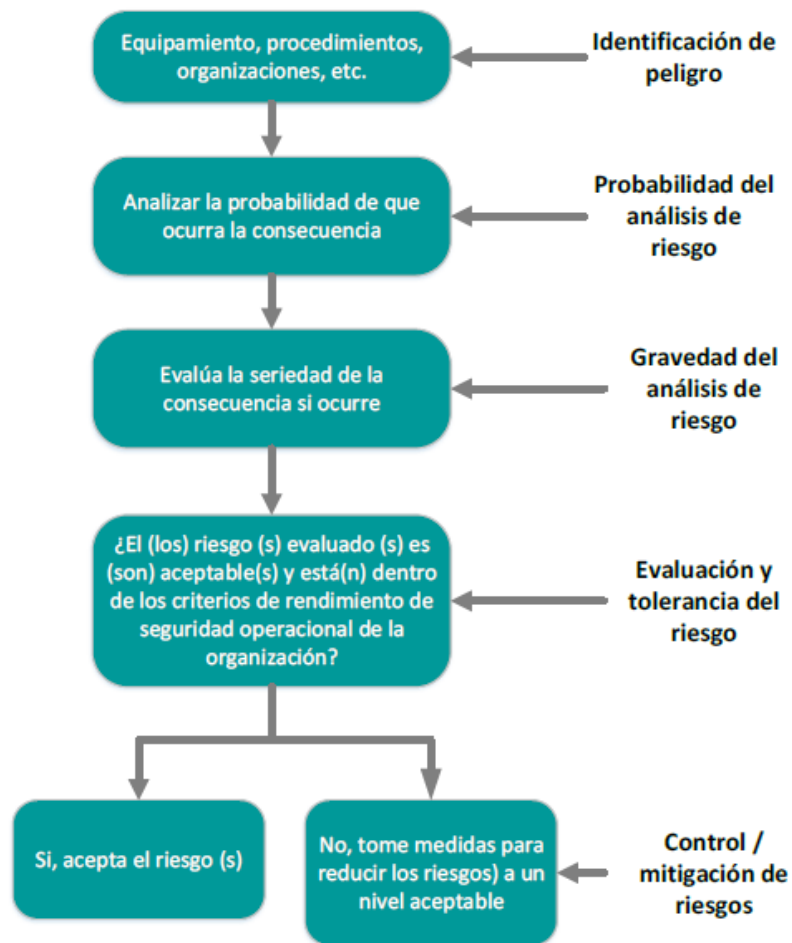 Equipamiento, procedimientos,
organizaciones, etc.
Identificación de
peligro
Analizar la probabilidad de que
ocurra la consecuencia
Probabilidad del
análisis de
riesgo
Evalúa la seriedad de la
consecuencia si ocurre
Gravedad del
análisis de
riesgo
¿El (los) riesgo (s) evaluado (s) es
(son) aceptable(s) y está(n) dentro
de los criterios de rendimiento de
seguridad operacional de la
organización?
Evaluación y
tolerancia del
riesgo
Si, acepta el riesgo (s)
No, tome medidas para
reducir los riesgos) a un
nivel aceptable
Control /
mitigación de
riesgos